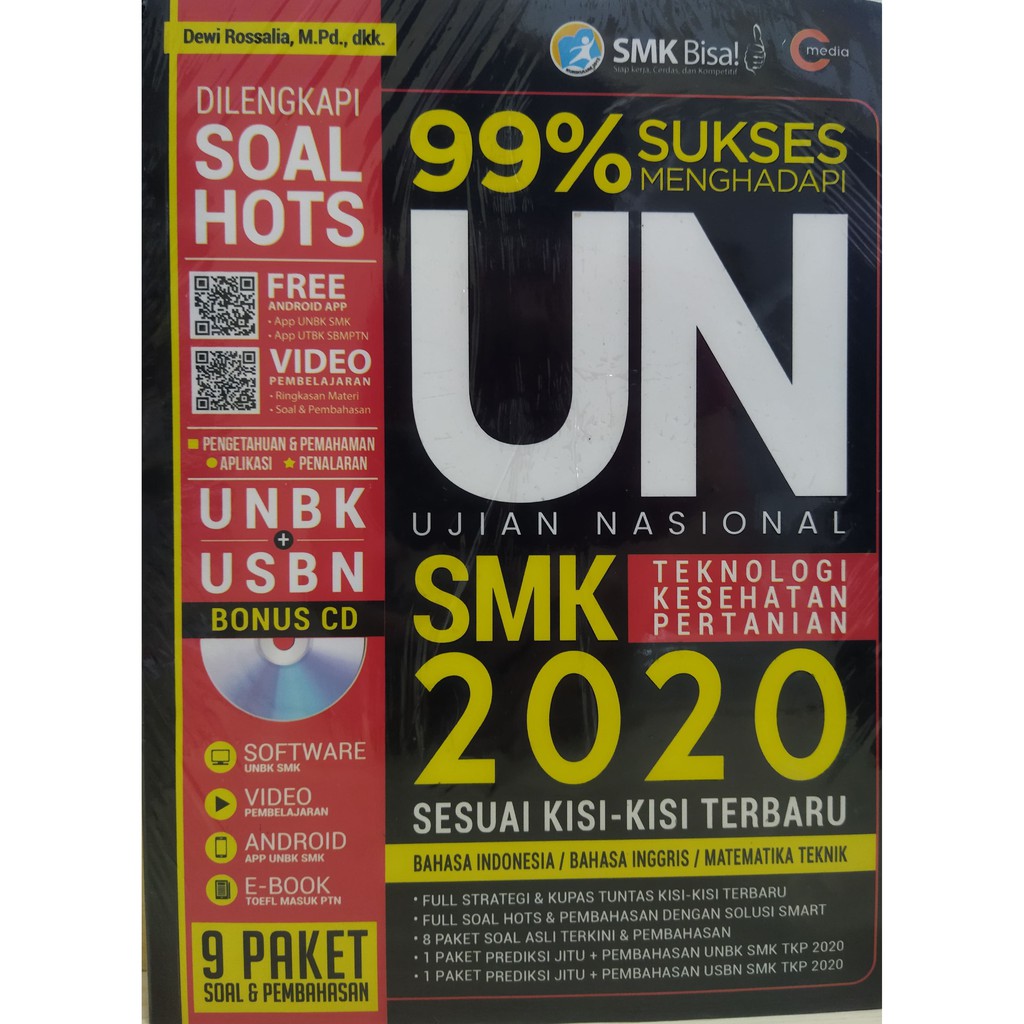 Dewi Rossalia, M.Pd., dkk.
SMK Bisa!
Siap kerja, Cerdas, dan Kompetitif
C media
DILENGKAPI
SOAL
HOTS
FREE
ANDROID APP
• App UNBK SMK
• App UTBK SBMPTN
VIDEO
PEMBELAJARAN
• Ringkasan Materi
• Soal & Pembahasan
PENGETAHUAN & PEMAHAMAN
APLIKASI PENALARAN
UNBK
+
USBN
BONUS CD
SOFTWARE
UNBK SMK
VIDEO
PEMBELAJARAN
ANDROID
APP UNBK SMK
E-BOOK
TOEFL MASUK PTN
9 PAKET
SOAL & PEMBAHASAN
99% SUKSES
MENGHADAPI
UN
UJIAN NASIONAL
SMK
TEKNOLOGI
KESEHATAN
PERTANIAN
2020
SESUAI KISI-KISI TERBARU
BAHASA INDONESIA / BAHASA INGGRIS / MATEMATIKA TEKNIK
• FULL STRATEGI & KUPAS TUNTAS KISI-KISI TERBARU
• FULL SOAL HOTS & PEMBAHASAN DENGAN SOLUSI SMART
• 8 PAKET SOAL ASLI TERKINI & PEMBAHASAN
• 1 PAKET PREDIKSI JITU + PEMBAHASAN UNBK SMK TKP 2020
• 1 PAKET PREDIKSI JITU + PEMBAHASAN USBN SMK TKP 2020